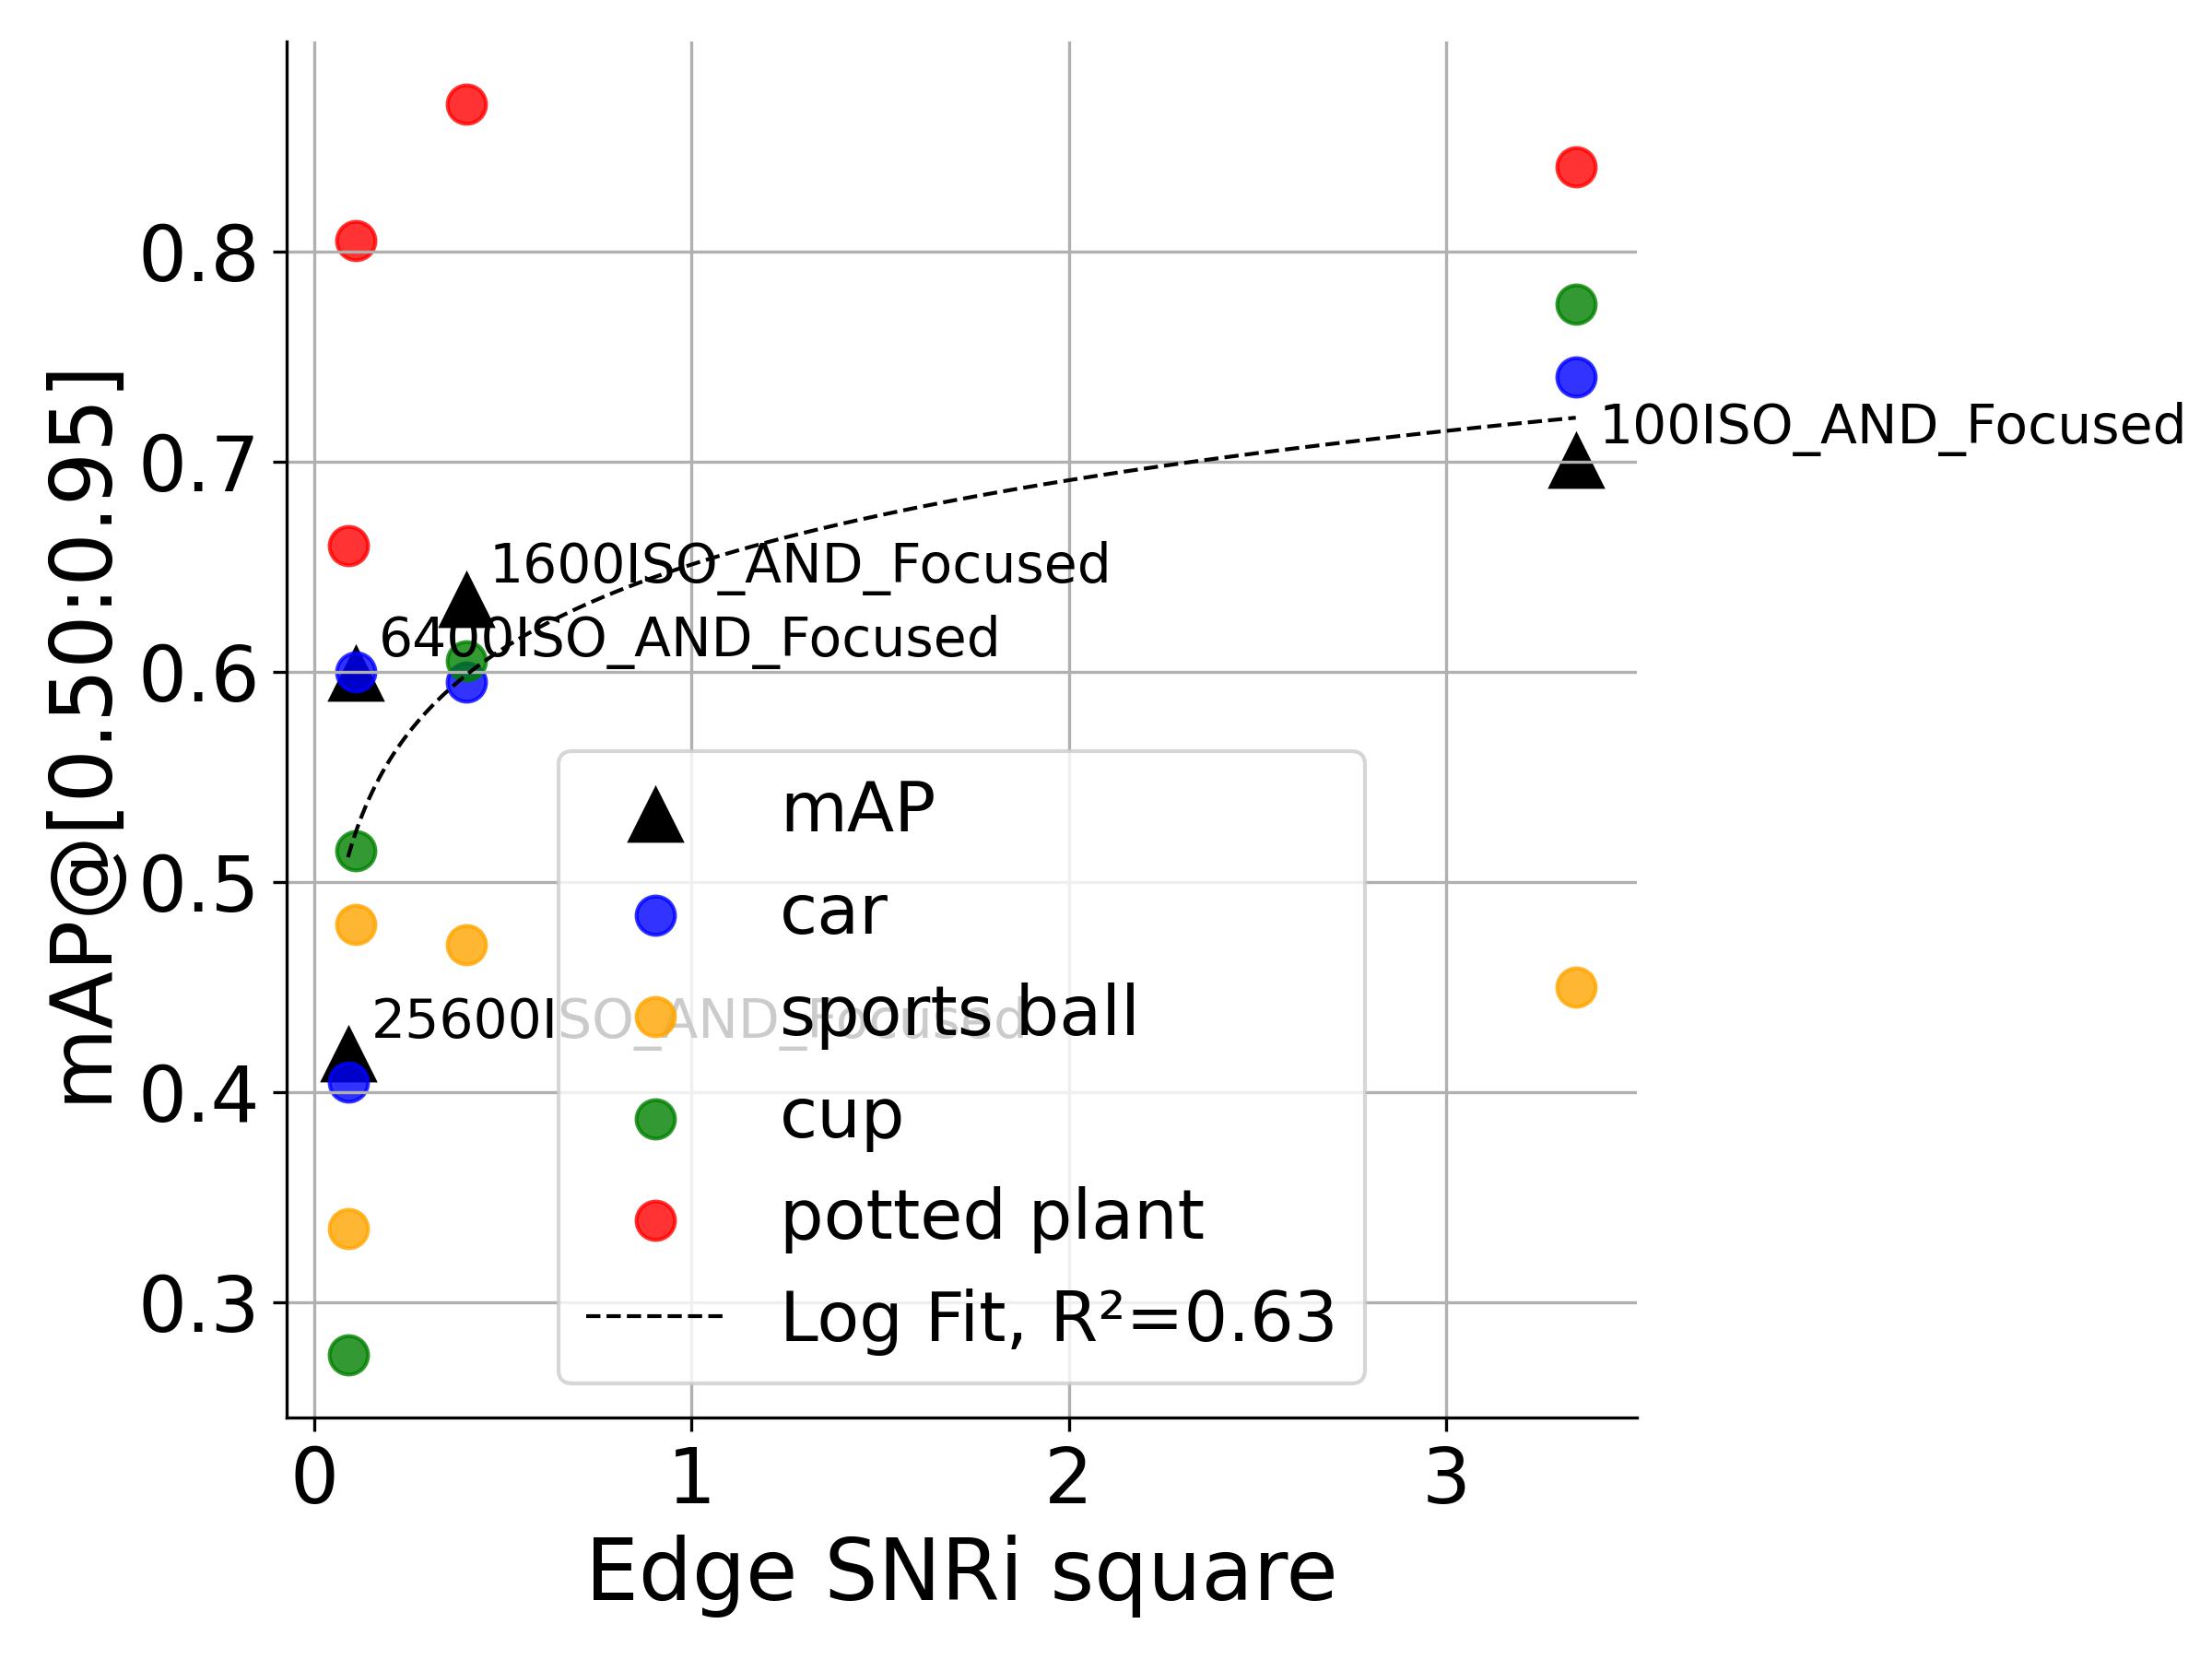 mAP@[0.50:0.95]
0.8
0.7
0.6
0.5
0.4
0.3
100ISO_AND_Focused
1600ISO_AND_Focused
6400ISO_AND_Focused
25600ISO_AND_Focused
mAP
car
sports ball
cup
potted plant
Log Fit, R²=0.63
0 1 2 3
Edge SNRi square